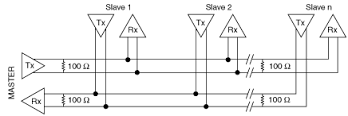 Slave 1 Slave 2 Slave n
Tx Rx Tx Rx Tx Rx
MASTER
Tx 100 Ω 100 Ω
Rx 100 Ω 100 Ω